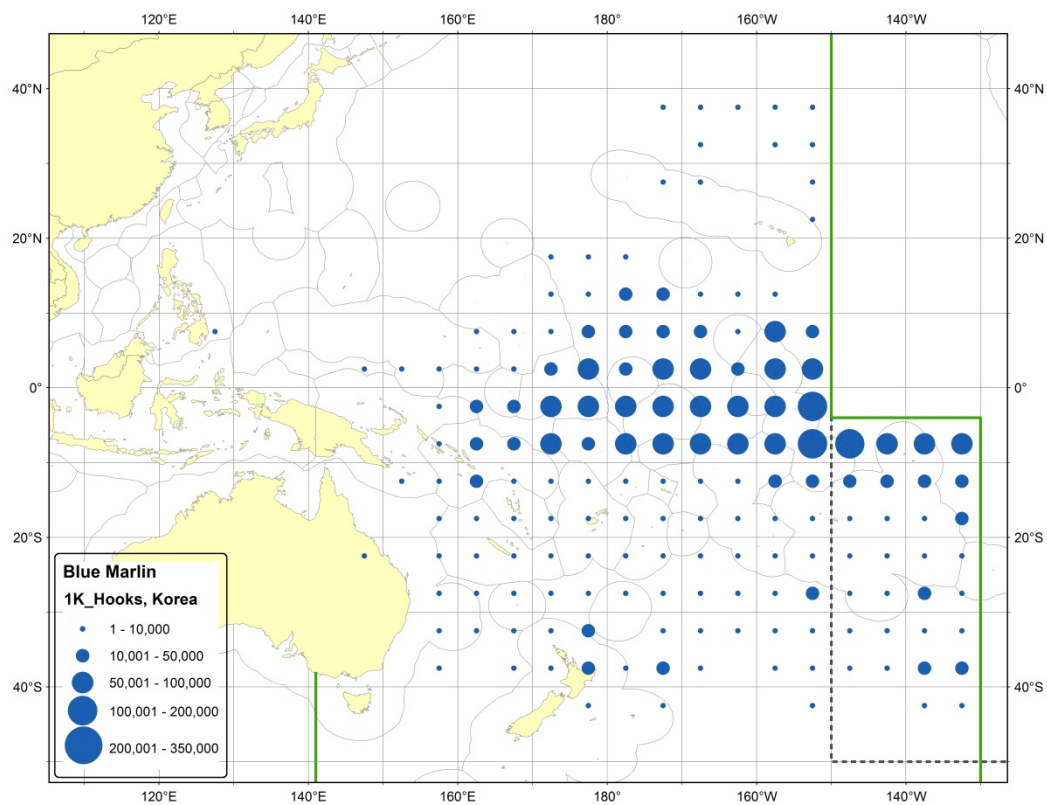 120°E 140°E 160°E 180° 160°W 140°W
40°N 40°N
20°N 20°N
0° 0°
20°S 20°S
40°S 40°S
Blue Marlin
1K_Hooks, Korea
1 - 10,000
10,001 - 50,000
50,001 - 100,000
100,001 - 200,000
200,001 - 350,000
120°E 140°E 160°E 180° 160°W 140°W